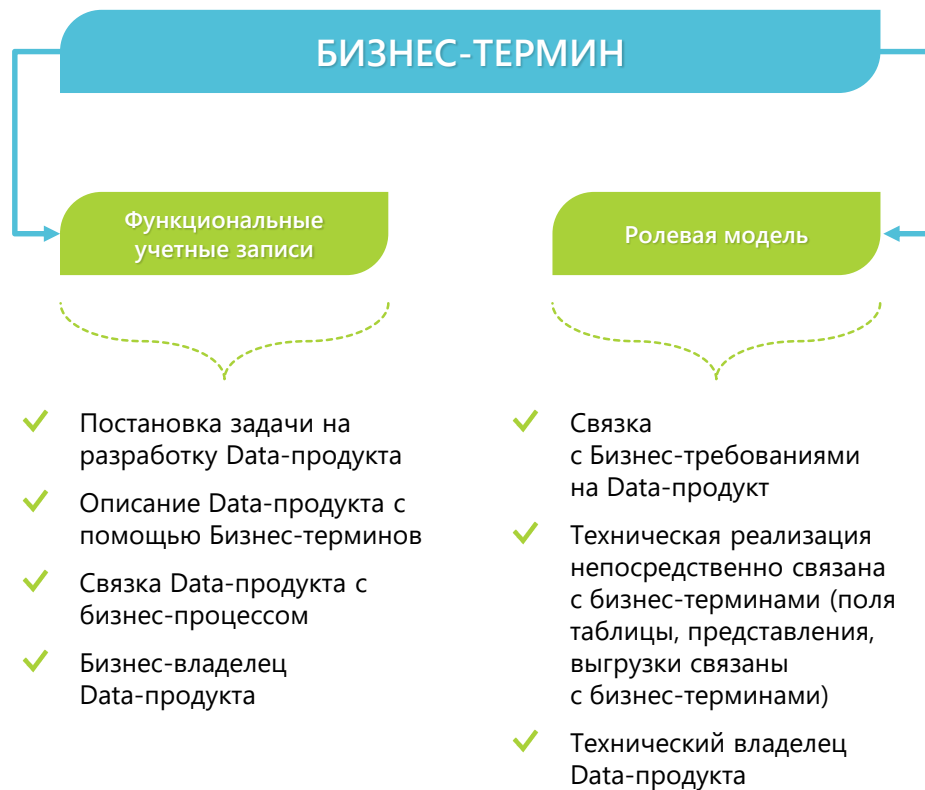 БИЗНЕС-ТЕРМИН
Функциональные
учетные записи
Постановка задачи на
разработку Data-продукта
Описание Data-продукта с
помощью Бизнес-терминов
Связка Data-продукта с
бизнес-процессом
Бизнес-владелец
Data-продукта
Ролевая модель
Связка
с Бизнес-требованиями
на Data-продукт
Техническая реализация
непосредственно связана
с бизнес-терминами (поля
таблицы, представления,
выгрузки связаны
с бизнес-терминами)
Технический владелец
Data-продукта